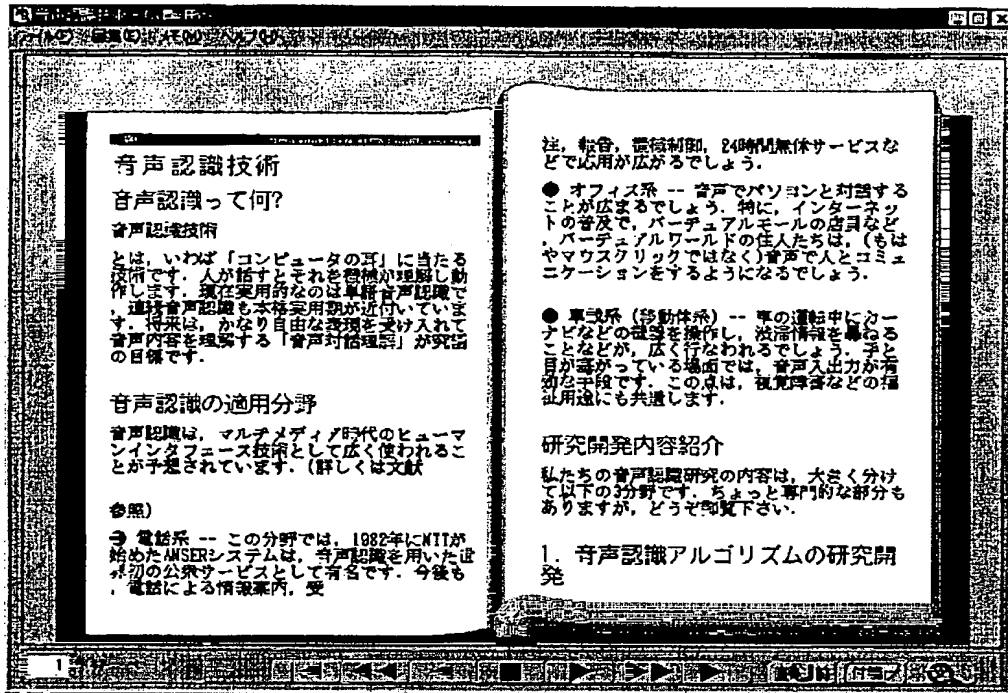 音声認識技術
音声認識って何?
音声認識技術
とは，いわば「コンピュータの耳」に当たる
技術です．人が話すとそれを機械が理解し動
作します．現在実用的なのは単語音声認識で
，連続音声認識も本格実用期が近付いていま
す．将来は，かなり自由な表現を受け入れて
音声内容を理解する「音声対話理解」が究極
の目標です．
音声認識の適用分野
音声認識は，マルチメディア時代のヒューマ
ンインタフェース技術として広く使われるこ
とが予想されています．(詳しくは文献
参照)
電話系 -- この分野では，1982年にNTTが
始めたANSERシステムは，音声認識を用いた世
界初の公衆サービスとして有名です．今後も
，電話による情報案内，受
注，報告，機械制御，24時間無休サービスな
どで応用が広がるでしょう．
● オフィス系 -- 音声でパソコンと対話する
ことが広まるでしょう．特に，インターネッ
トの普及で，バーチュアルモールの店員など
，バーチュアルワールドの住人たちは，(もは
やマウスクリックではなく)音声で人とコミュ
ニケーションをするようになるでしょう．
● 車載系 (移動体系) -- 車の運転中にカー
ナビなどの機器を操作し，渋滞情報を尋ねる
ことなどが，広く行なわれるでしょう．手と
目が塞がっている場面では，音声入出力が有
効な手段です．この点は，視覚障害などの福
祉用途にも共通します．
研究開発内容紹介
私たちの音声認識研究の内容は，大きく分け
て以下の3分野です．ちょっと専門的な部分も
ありますが，どうぞ御覧下さい．
1. 音声認識アルゴリズムの研究開
発
1